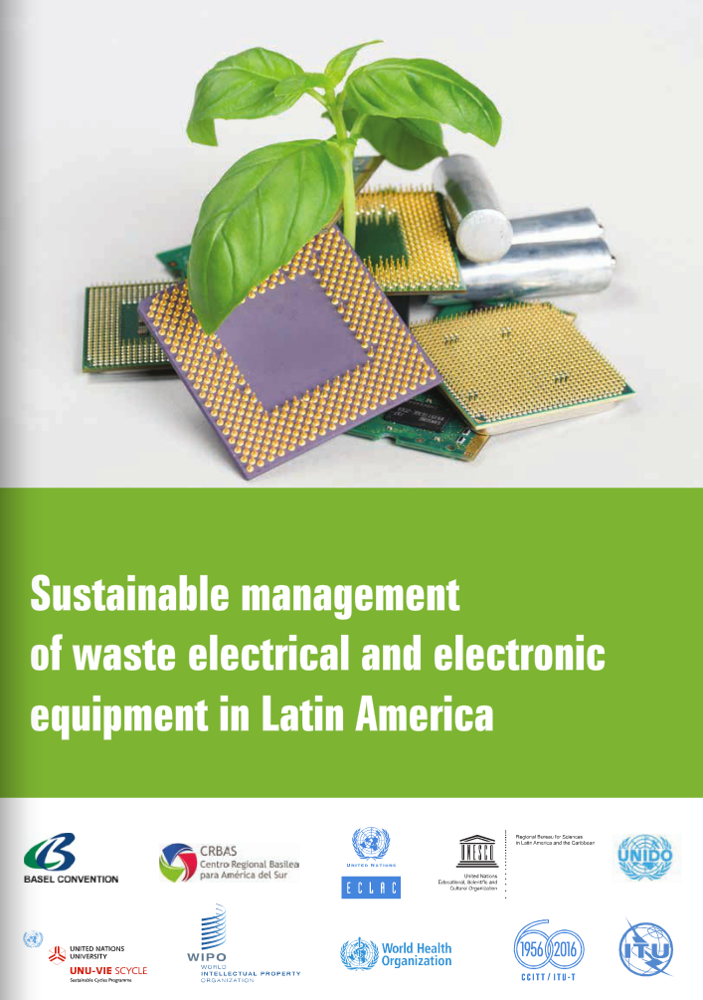 Sustainable management
of waste electrical and electronic
equipment in Latin America
BASEL CONVENTION
CRBAS
Centro Regional Basilea
para América del Sur
UNITED NATIONS
ECLAC
UNESCO
United Nations
Educational, Scientific and
Cultural Organization
Regional Bureau for Sciences
in Latin America and the Caribbean
UNIDO
UNITED NATIONS
UNIVERSITY
UNU-VIE SCYCLE
Sustainable Cycles Programme
WIPO
WORLD
INTELLECTUAL PROPERTY
ORGANIZATION
World Health
Organization
60
1956 2016
CCITT / ITU-T
ITU